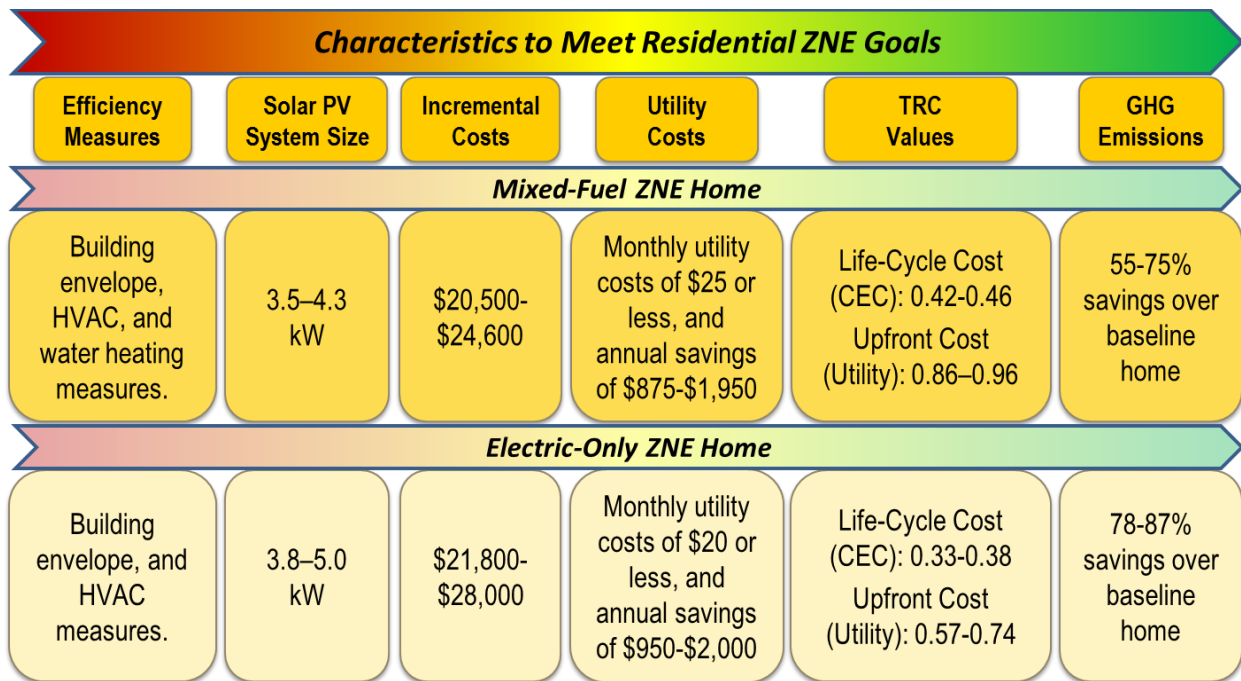 Characteristics to Meet Residential ZNE Goals
Efficiency
Measures
Solar PV
System Size
Incremental
Costs
Utility
Costs
TRC
Values
GHG
Emissions
Mixed-Fuel ZNE Home
Building
envelope,
HVAC, and
water heating
measures.
3.5–4.3
kW
$20,500-
$24,600
Monthly utility
costs of $25 or
less, and
annual savings
of $875-$1,950
Life-Cycle Cost
(CEC): 0.42-0.46
Upfront Cost
(Utility): 0.86–0.96
55-75%
savings over
baseline
home
Electric-Only ZNE Home
Building
envelope, and
HVAC
measures.
3.8–5.0
kW
$21,800-
$28,000
Monthly utility
costs of $20 or
less, and
annual savings
of $950-$2,000
Life-Cycle Cost
(CEC): 0.33-0.38
Upfront Cost
(Utility): 0.57-0.74
78-87%
savings over
baseline
home